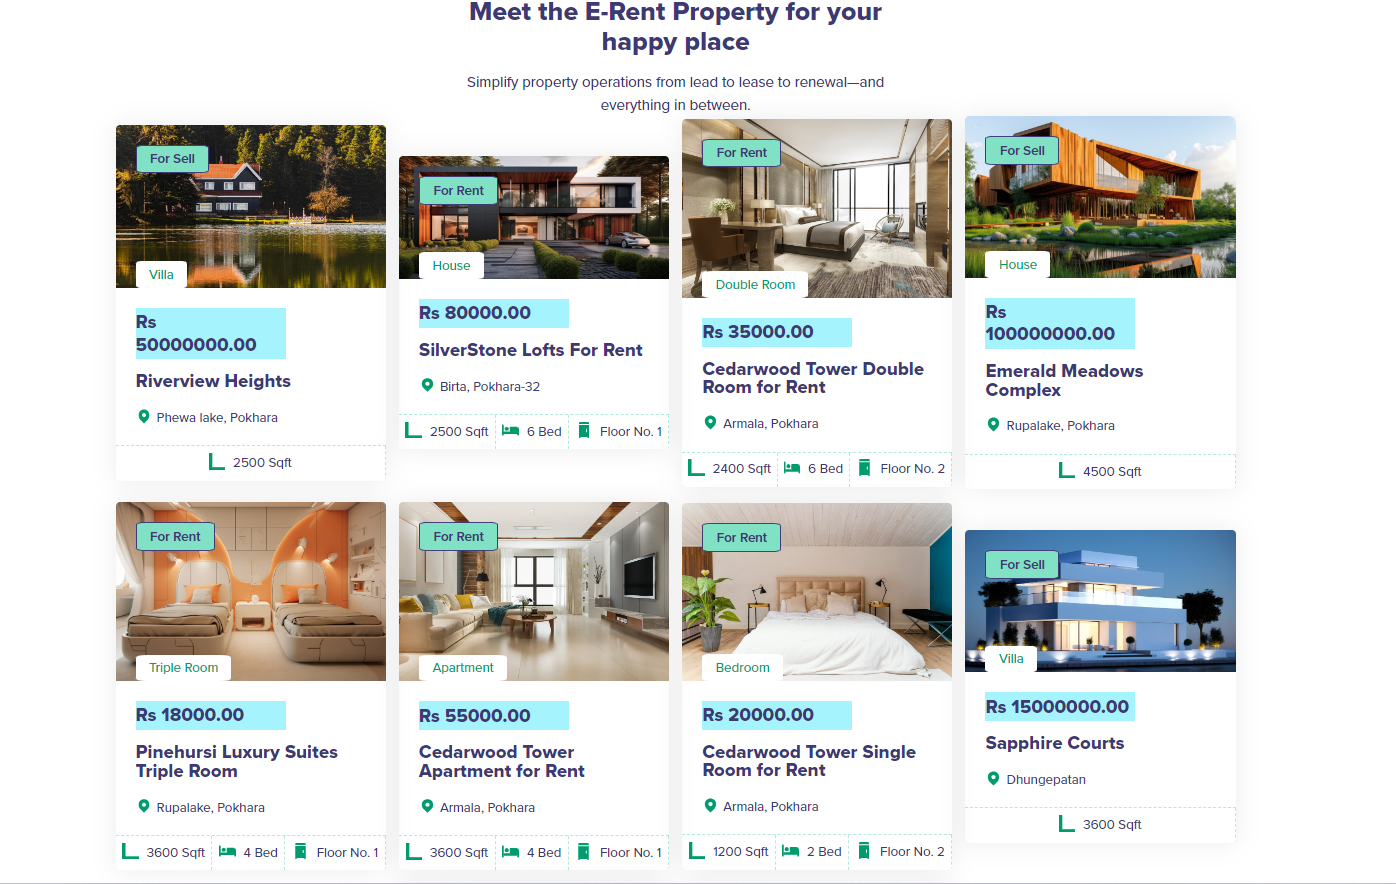 Meet the E-Rent Property for your
happy place
Simplify property operations from lead to lease to renewal—and
everything in between.
For Sell
Villa
Rs
50000000.00
Riverview Heights
Phewa lake, Pokhara
2500 Sqft
For Rent
House
Rs 80000.00
SilverStone Lofts For Rent
Birta, Pokhara-32
2500 Sqft
6 Bed
Floor No. 1
For Rent
Double Room
Rs 35000.00
Cedarwood Tower Double
Room for Rent
Armala, Pokhara
2400 Sqft
6 Bed
Floor No. 2
For Sell
House
Rs
100000000.00
Emerald Meadows
Complex
Rupalake, Pokhara
4500 Sqft
For Rent
Triple Room
Rs 18000.00
Pinehursi Luxury Suites
Triple Room
Rupalake, Pokhara
3600 Sqft
4 Bed
Floor No. 1
For Rent
Apartment
Rs 55000.00
Cedarwood Tower
Apartment for Rent
Armala, Pokhara
3600 Sqft
4 Bed
Floor No. 1
For Rent
Bedroom
Rs 20000.00
Cedarwood Tower Single
Room for Rent
Armala, Pokhara
1200 Sqft
2 Bed
Floor No. 2
For Sell
Villa
Rs 15000000.00
Sapphire Courts
Dhungepatan
3600 Sqft